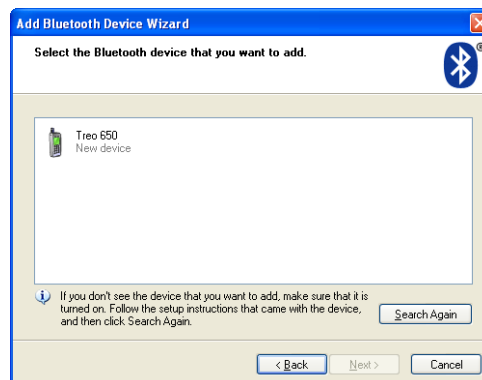 Add Bluetooth Device Wizard
Select the Bluetooth device that you want to add.
®
Treo 650
New device
If you don't see the device that you want to add, make sure that it is
turned on. Follow the setup instructions that came with the device,
and then click Search Again.
Search Again
< Back Next > Cancel